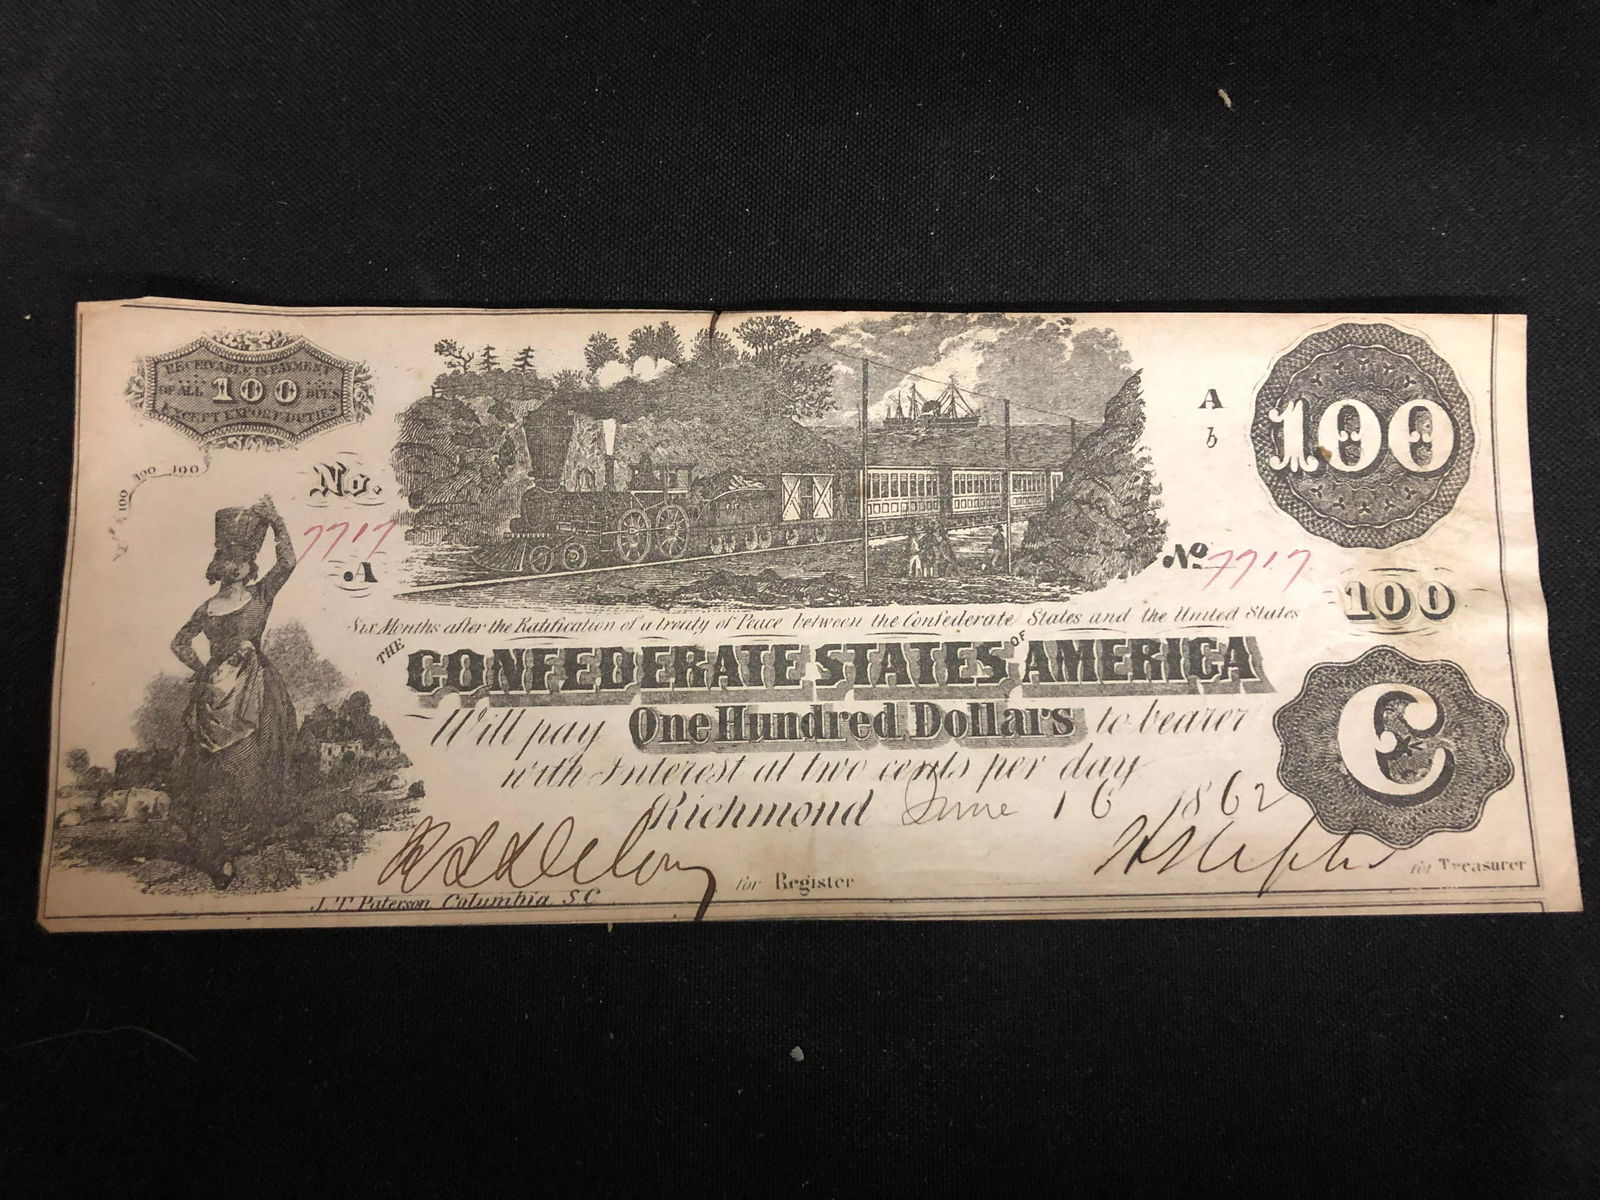 RECEIVABLE IN PAYMENT
OF ALL 100 DUES
EXCEPT EXPORT DUTIES
100 100 100
No.
7717
A
A
b
100
No 7717
100
Six Months after the Ratification of a treaty of Peace between the Confederate States and the United States
THE CONFEDERATE STATES OF AMERICA
Will pay One Hundred Dollars to bearer
with Interest at two cents per day
Richmond June 16 1862
C
for Register
for Treasurer
J.T. Paterson Columbia S.C